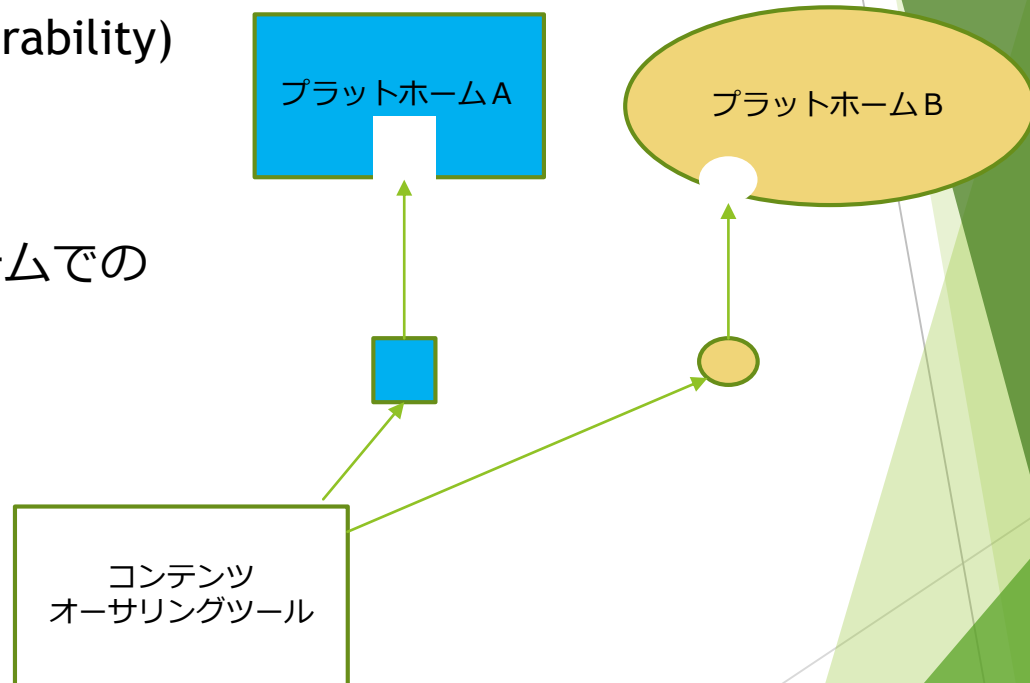 rability)
プラットホームA
プラットホームB
ムでの
コンテンツ
オーサリングツール